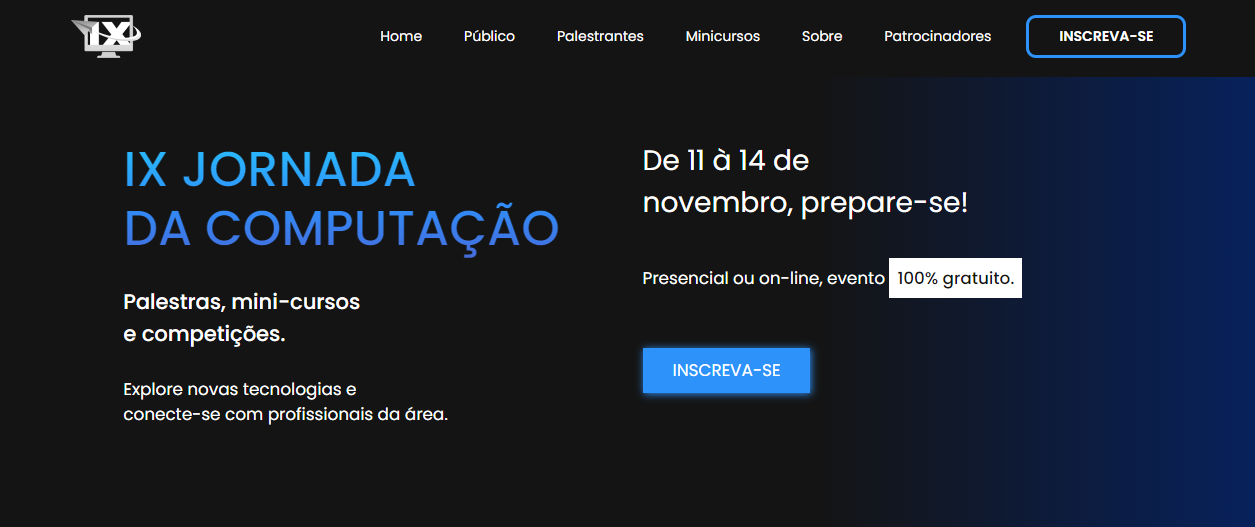 IX
Home
Público
Palestrantes
Minicursos
Sobre
Patrocinadores
INSCREVA-SE
IX JORNADA
DA COMPUTAÇÃO
Palestras, mini-cursos
e competições.
Explore novas tecnologias e
conecte-se com profissionais da área.
De 11 à 14 de
novembro, prepare-se!
Presencial ou on-line, evento 100% gratuito.
INSCREVA-SE